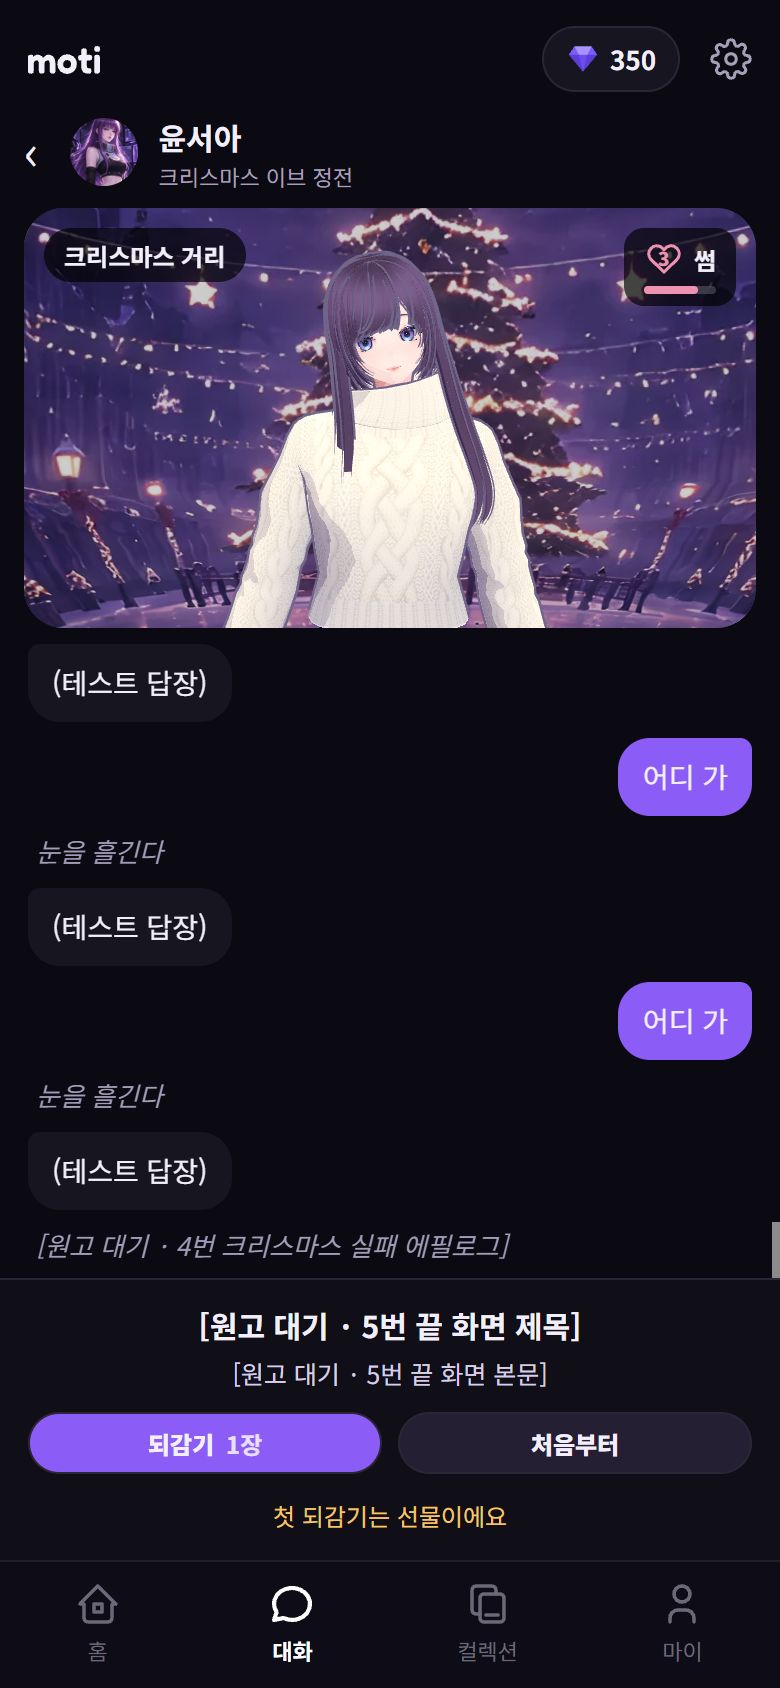 moti
350
윤서아
크리스마스 이브 정전
크리스마스 거리
3 썸
(테스트 답장)
어디 가
눈을 흘긴다
(테스트 답장)
어디 가
눈을 흘긴다
(테스트 답장)
[원고 대기 · 4번 크리스마스 실패 에필로그]
[원고 대기 · 5번 끝 화면 제목]
[원고 대기 · 5번 끝 화면 본문]
되감기 1장
처음부터
첫 되감기는 선물이에요
홈
대화
컬렉션
마이